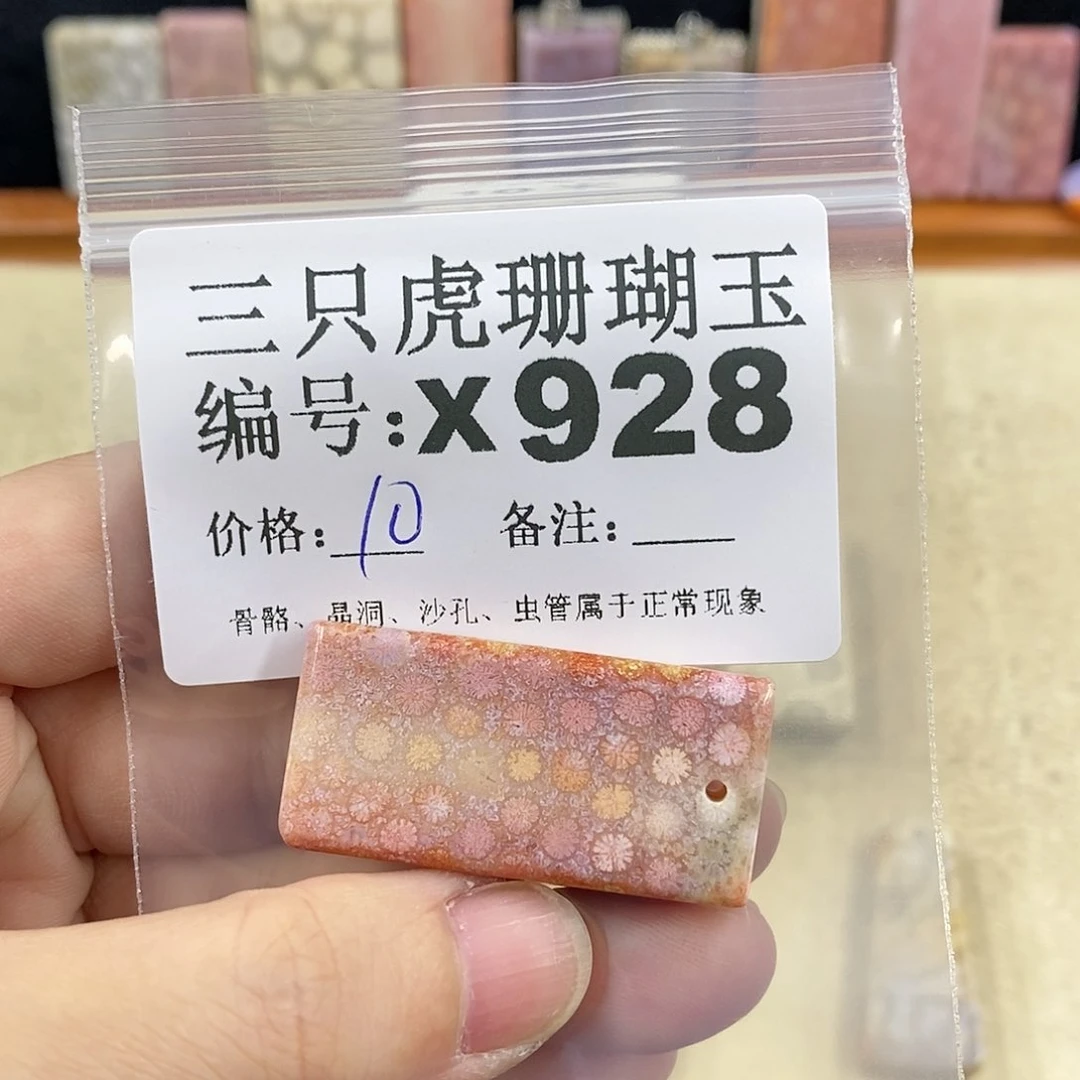 三只虎珊瑚玉
编号:X928
价格:10 备注:____
骨骼、晶洞、沙孔、虫管属于正常现象